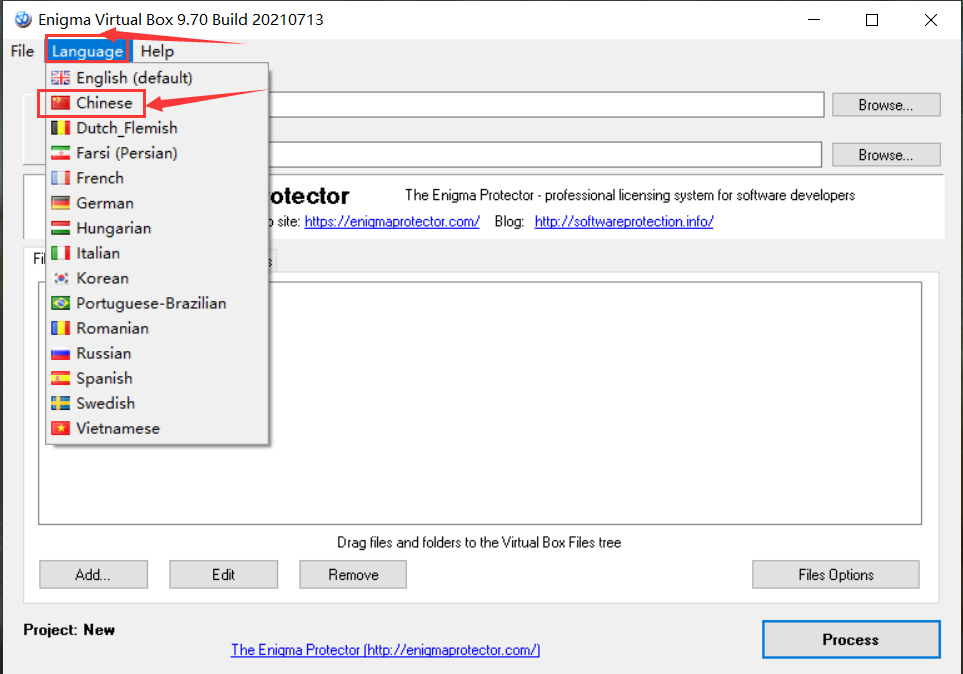 Enigma Virtual Box 9.70 Build 20210713
File Language Help
English (default)
Chinese
Dutch_Flemish
Farsi (Persian)
French
German
Hungarian
Italian
Korean
Portuguese-Brazilian
Romanian
Russian
Spanish
Swedish
Vietnamese
Browse...
Browse...
otector The Enigma Protector - professional licensing system for software developers
site: https://enigmaprotector.com/ Blog: http://softwareprotection.info/
Drag files and folders to the Virtual Box Files tree
Add... Edit Remove Files Options
Project: New
The Enigma Protector (http://enigmaprotector.com/)
Process